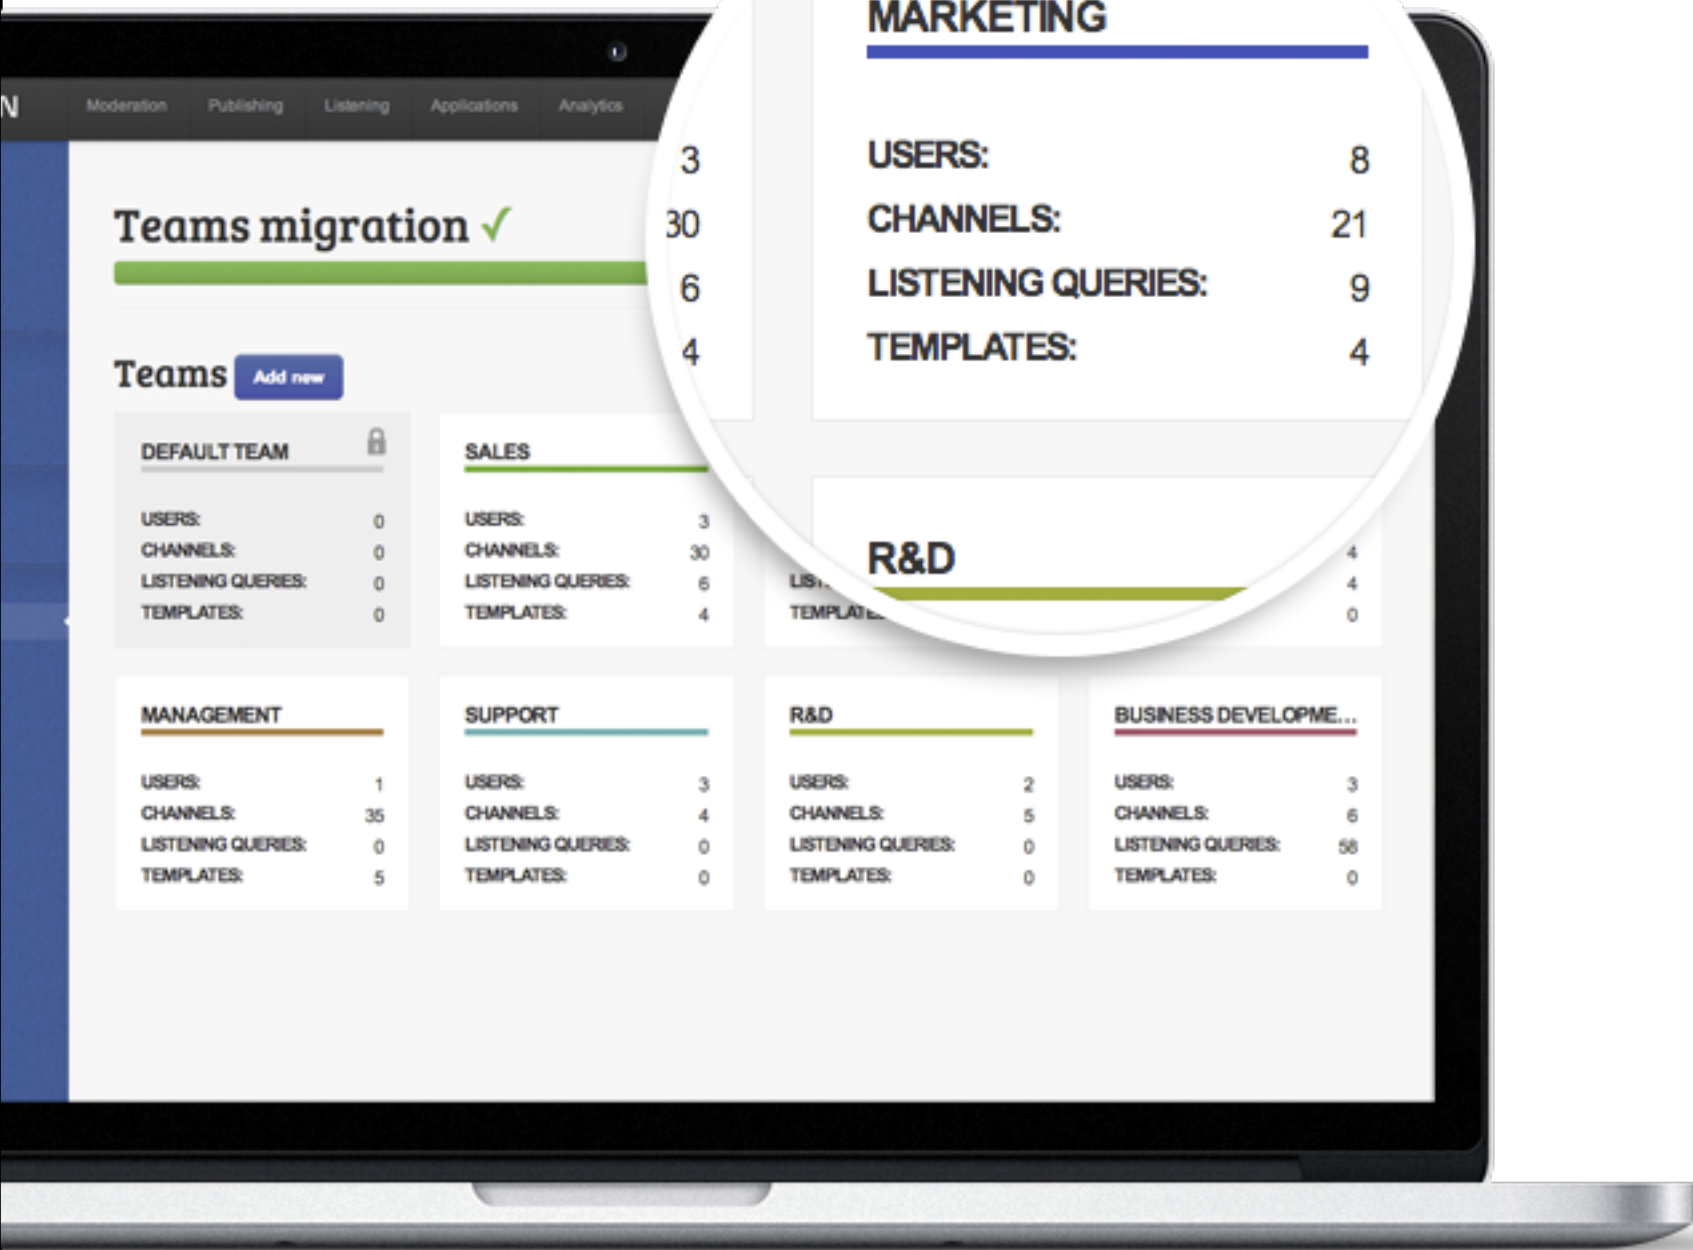 N Moderation Publishing Listening Applications Analytics
Teams migration ✓
Teams Add new
DEFAULT TEAM
USERS: 0
CHANNELS: 0
LISTENING QUERIES: 0
TEMPLATES: 0
SALES
USERS: 3
CHANNELS: 30
LISTENING QUERIES: 6
TEMPLATES: 4
3
30
6
4
MARKETING
USERS: 8
CHANNELS: 21
LISTENING QUERIES: 9
TEMPLATES: 4
R&D
4
4
TEMPLATES: 0
MANAGEMENT
USERS: 1
CHANNELS: 35
LISTENING QUERIES: 0
TEMPLATES: 5
SUPPORT
USERS: 3
CHANNELS: 4
LISTENING QUERIES: 0
TEMPLATES: 0
R&D
USERS: 2
CHANNELS: 5
LISTENING QUERIES: 0
TEMPLATES: 0
BUSINESS DEVELOPME...
USERS: 3
CHANNELS: 6
LISTENING QUERIES: 58
TEMPLATES: 0